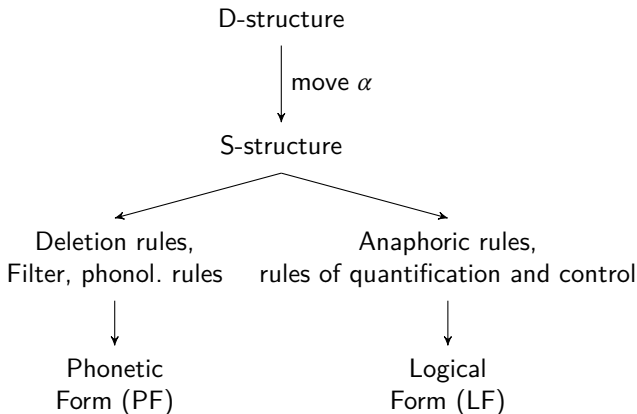 D-structure
move α
S-structure
Deletion rules,
Filter, phonol. rules
Anaphoric rules,
rules of quantification and control
Phonetic
Form (PF)
Logical
Form (LF)